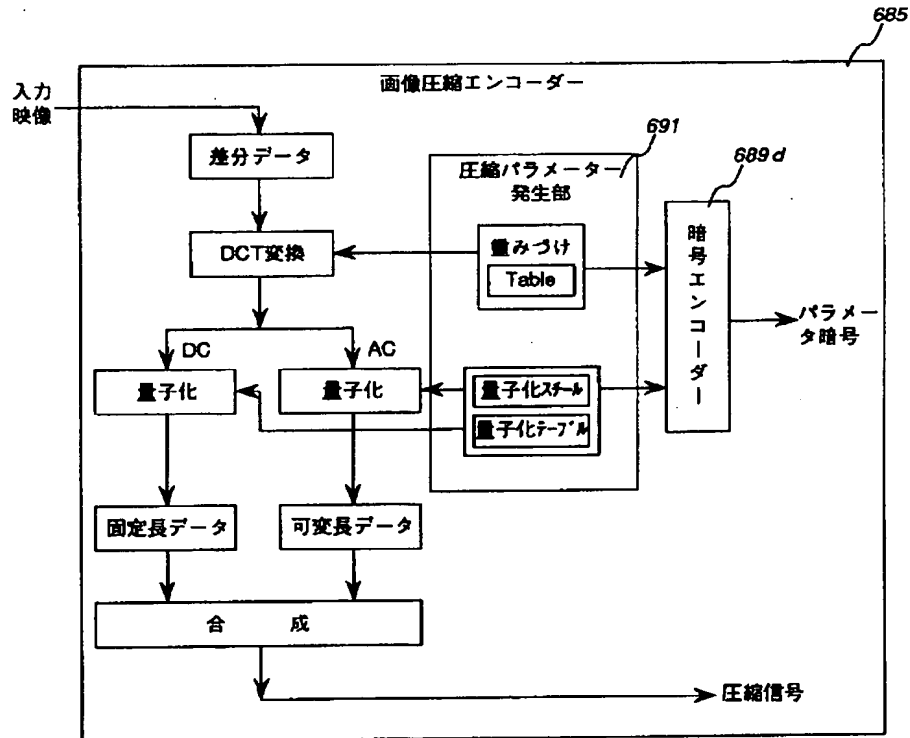 685
画像圧縮エンコーダー
入力
映像
差分データ
691
圧縮パラメーター
発生部
689d
DCT変換
量みづけ
Table
暗号エンコーダー
パラメー
タ暗号
DC
AC
量子化
量子化
量子化スチール
量子化テーブル
固定長データ
可変長データ
合成
圧縮信号